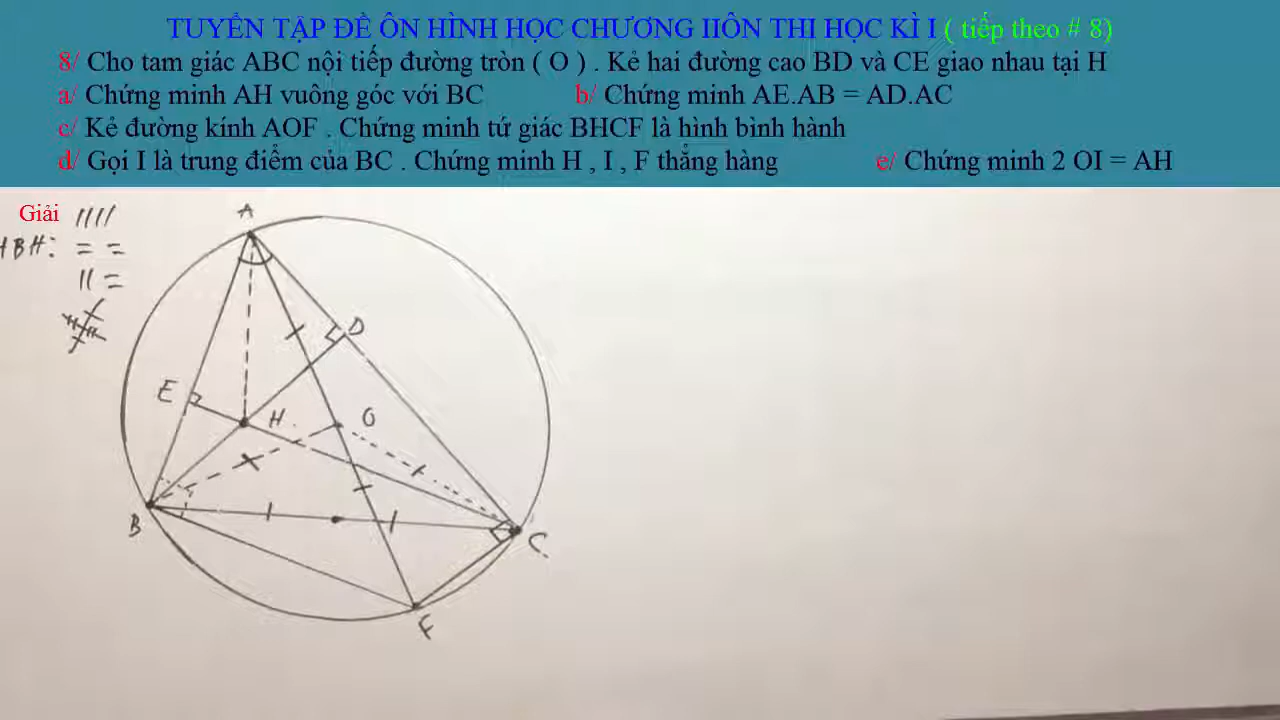 TUYỂN TẬP ĐỀ ÔN HÌNH HỌC CHƯƠNG IIÔN THI HỌC KÌ I ( tiếp theo # 8)
8/ Cho tam giác ABC nội tiếp đường tròn ( O ) . Kẻ hai đường cao BD và CE giao nhau tại H
a/ Chứng minh AH vuông góc với BC b/ Chứng minh AE.AB = AD.AC
c/ Kẻ đường kính AOF . Chứng minh tứ giác BHCF là hình bình hành
d/ Gọi I là trung điểm của BC . Chứng minh H , I , F thẳng hàng e/ Chứng minh 2 OI = AH
Giải
A
BH: = =
D
E
H
O
B
C
F